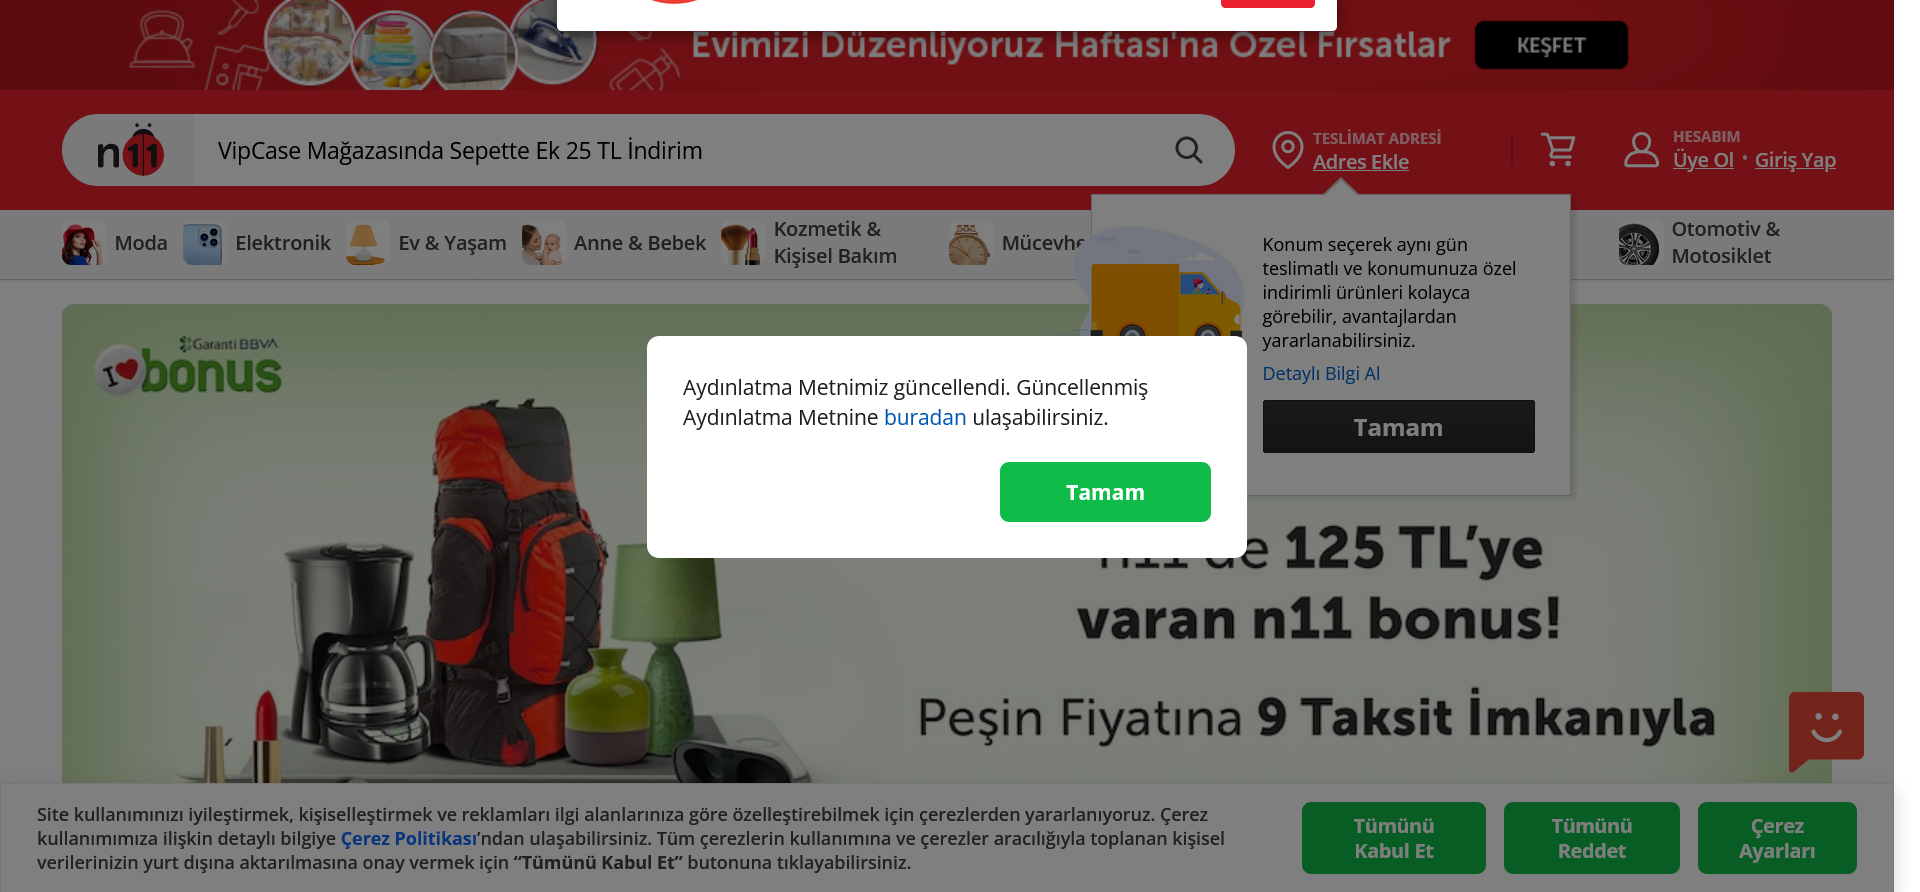 Evimizi Düzenliyoruz Haftası'na Özel Fırsatlar
KEŞFET
n11
VipCase Mağazasında Sepette Ek 25 TL İndirim
TESLİMAT ADRESİ
Adres Ekle
HESABIM
Üye Ol • Giriş Yap
Moda
Elektronik
Ev & Yaşam
Anne & Bebek
Kozmetik &
Kişisel Bakım
Mücevhe
Otomotiv &
Motosiklet
Konum seçerek aynı gün
teslimatlı ve konumunuza özel
indirimli ürünleri kolayca
görebilir, avantajlardan
yararlanabilirsiniz.
Detaylı Bilgi Al
Tamam
Garanti BBVA
I bonus
Aydınlatma Metnimiz güncellendi. Güncellenmiş
Aydınlatma Metnine buradan ulaşabilirsiniz.
Tamam
n11'de 125 TL'ye
varan n11 bonus!
Peşin Fiyatına 9 Taksit İmkanıyla
Site kullanımınızı iyileştirmek, kişiselleştirmek ve reklamları ilgi alanlarınıza göre özelleştirebilmek için çerezlerden yararlanıyoruz. Çerez
kullanımımıza ilişkin detaylı bilgiye Çerez Politikası'ndan ulaşabilirsiniz. Tüm çerezlerin kullanımına ve çerezler aracılığıyla toplanan kişisel
verilerinizin yurt dışına aktarılmasına onay vermek için “Tümünü Kabul Et” butonuna tıklayabilirsiniz.
Tümünü
Kabul Et
Tümünü
Reddet
Çerez
Ayarları